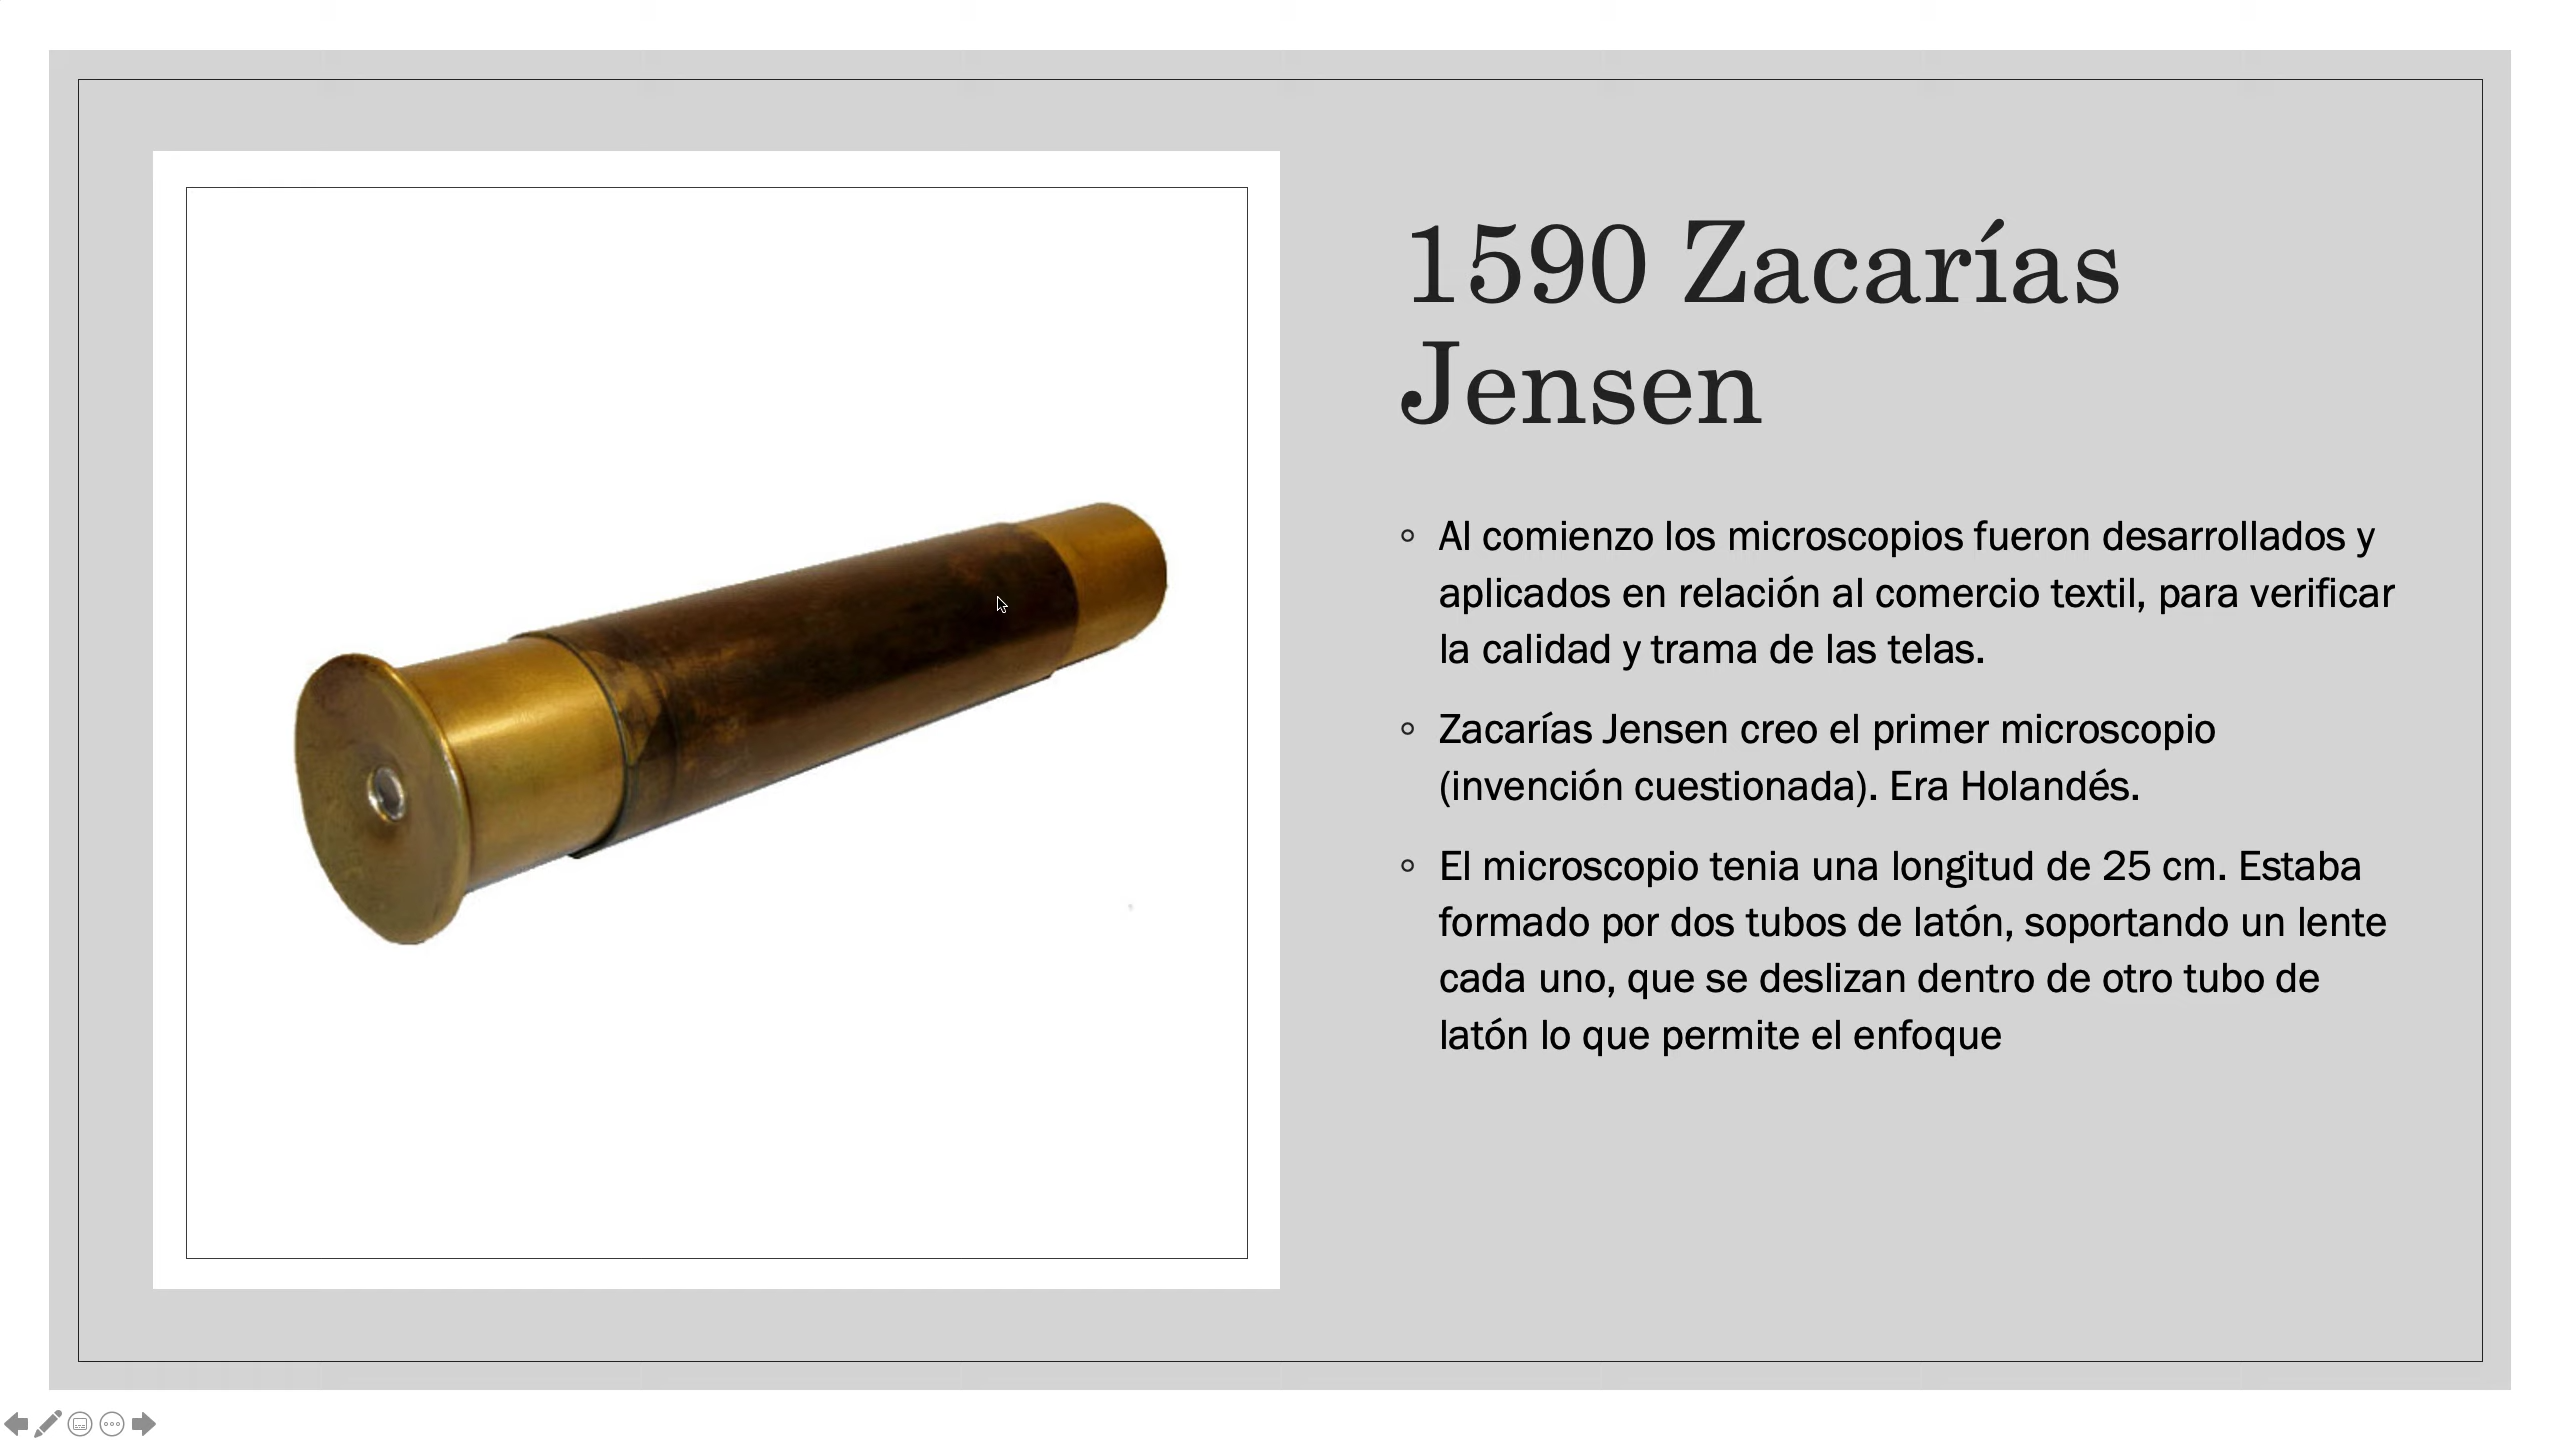 1590 Zacarías
Jensen
◦ Al comienzo los microscopios fueron desarrollados y
aplicados en relación al comercio textil, para verificar
la calidad y trama de las telas.
◦ Zacarías Jensen creo el primer microscopio
(invención cuestionada). Era Holandés.
◦ El microscopio tenia una longitud de 25 cm. Estaba
formado por dos tubos de latón, soportando un lente
cada uno, que se deslizan dentro de otro tubo de
latón lo que permite el enfoque